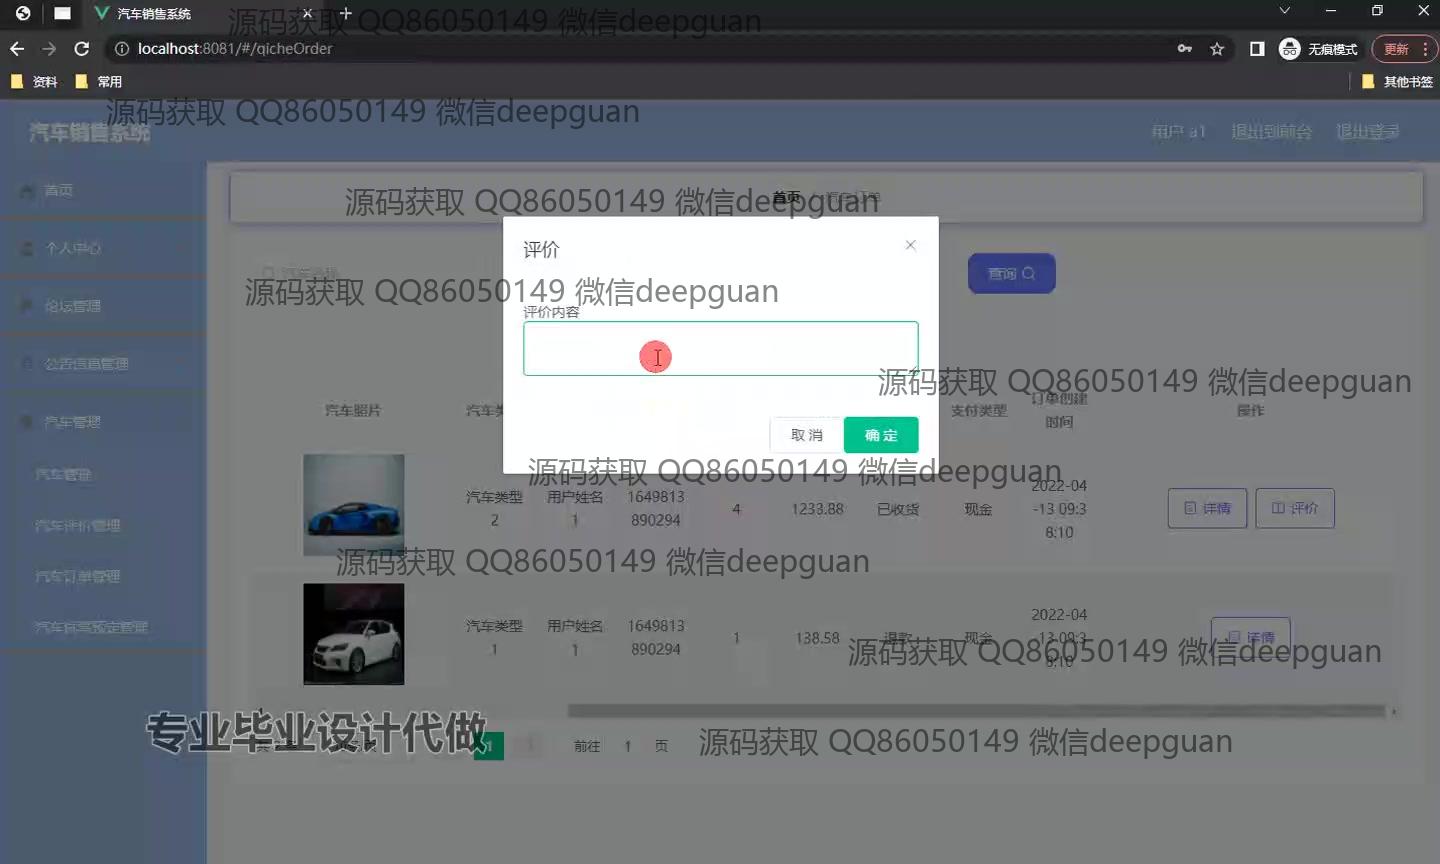 汽车销售系统
源码获取 QQ86050149 微信deepguan
localhost:8081/#/qicheOrder
无痕模式
更新
资料
常用
其他书签
源码获取 QQ86050149 微信deepguan
汽车销售系统
用户 a1
退出到前台
退出登录
首页
源码获取 QQ86050149 微信deepguan
首页
汽车订单
个人中心
评价
查询
源码获取 QQ86050149 微信deepguan
论坛管理
评价内容
公告信息管理
源码获取 QQ86050149 微信deepguan
汽车管理
汽车照片
支付类型
订单创建
时间
操作
取 消
确 定
汽车管理
源码获取 QQ86050149 微信deepguan
汽车类型
2
用户姓名
1
1649813
890294
4
1233.88
已收货
现金
2022-04
-13 09:3
8:10
详情
评价
汽车评价管理
源码获取 QQ86050149 微信deepguan
汽车订单管理
汽车试驾预定管理
汽车类型
1
用户姓名
1
1649813
890294
1
138.58
退款
现金
2022-04
-13 09:3
8:10
详情
源码获取 QQ86050149 微信deepguan
专业毕业设计代做
1
前往
1
页
源码获取 QQ86050149 微信deepguan